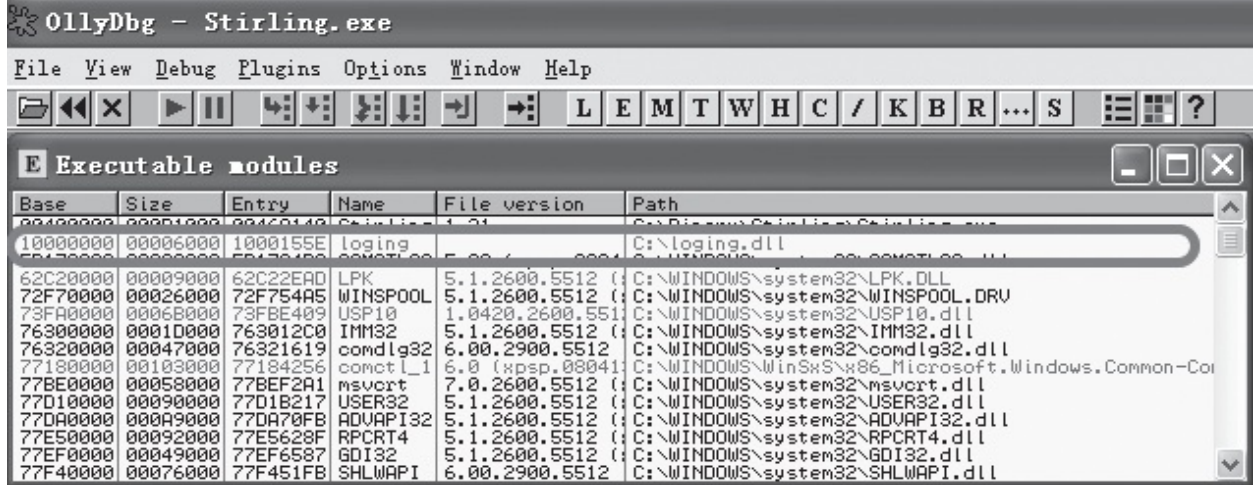 OllyDbg - Stirling.exe
File View Debug Plugins Options Window Help
L E M T W H C / K B R ... S ?
E Executable modules
Base Size Entry Name File version Path
10000000 00006000 1000155E loging C:\loging.dll
62C20000 00009000 62C22EAD LPK 5.1.2600.5512 ( C:\WINDOWS\system32\LPK.DLL
72F70000 00026000 72F754A5 WINSPOOL 5.1.2600.5512 ( C:\WINDOWS\system32\WINSPOOL.DRV
73FA0000 0006B000 73FBE409 USP10 1.0420.2600.551 C:\WINDOWS\system32\USP10.dll
76300000 0001D000 763012C0 IMM32 5.1.2600.5512 ( C:\WINDOWS\system32\IMM32.dll
76320000 00047000 76321619 comdlg32 6.00.2900.5512 C:\WINDOWS\system32\comdlg32.dll
77180000 00103000 77184256 comctl_1 6.0 (xpsp.08041 C:\WINDOWS\WinSxS\x86_Microsoft.Windows.Common-Co
77BE0000 00058000 77BEF2A1 msvcrt 7.0.2600.5512 ( C:\WINDOWS\system32\msvcrt.dll
77D10000 00090000 77D1B217 USER32 5.1.2600.5512 ( C:\WINDOWS\system32\USER32.dll
77DA0000 000A9000 77DA70FB ADVAPI32 5.1.2600.5512 ( C:\WINDOWS\system32\ADVAPI32.dll
77E50000 00092000 77E5628F RPCRT4 5.1.2600.5512 ( C:\WINDOWS\system32\RPCRT4.dll
77EF0000 00049000 77EF6587 GDI32 5.1.2600.5512 ( C:\WINDOWS\system32\GDI32.dll
77F40000 00076000 77F451FB SHLWAPI 6.00.2900.5512 C:\WINDOWS\system32\SHLWAPI.dll